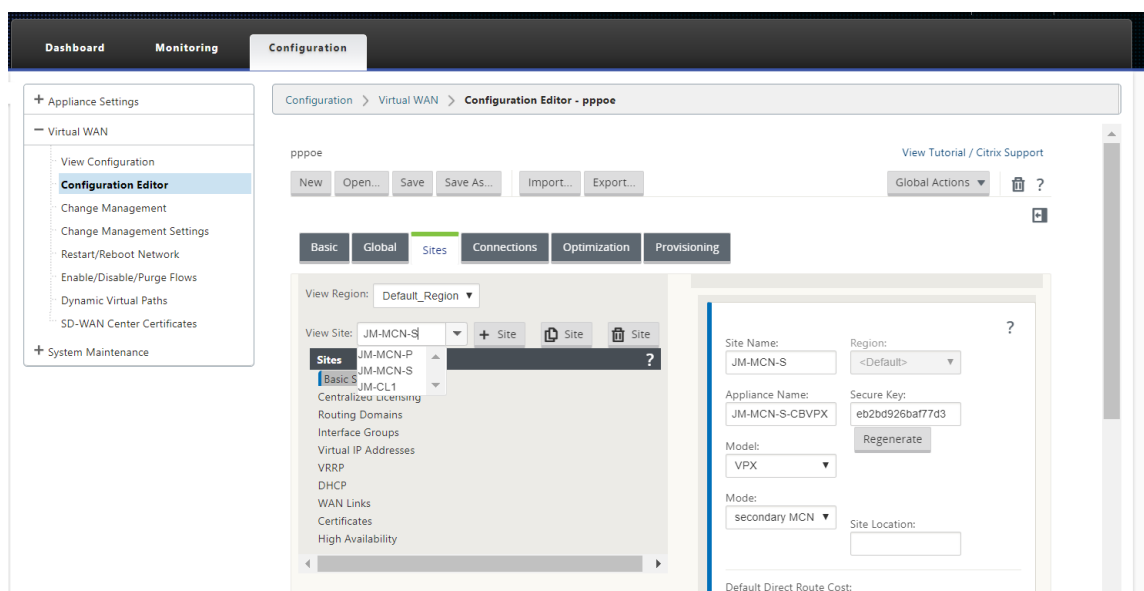 Dashboard Monitoring Configuration
Appliance Settings
Virtual WAN
View Configuration
Configuration Editor
Change Management
Change Management Settings
Restart/Reboot Network
Enable/Disable/Purge Flows
Dynamic Virtual Paths
SD-WAN Center Certificates
System Maintenance
Configuration > Virtual WAN > Configuration Editor - pppoe
pppoe
View Tutorial / Citrix Support
New Open... Save Save As... Import... Export... Global Actions ?
Basic Global Sites Connections Optimization Provisioning
View Region: Default_Region
View Site: JM-MCN-S + Site Site Site
JM-MCN-P
JM-MCN-S
JM-CL1
Sites ?
Basic S
Centralized Licensing
Routing Domains
Interface Groups
Virtual IP Addresses
VRRP
DHCP
WAN Links
Certificates
High Availability
?
Site Name: Region:
JM-MCN-S <Default>
Appliance Name: Secure Key:
JM-MCN-S-CBVPX eb2bd926baf77d3
Regenerate
Model:
VPX
Mode:
secondary MCN
Site Location:
Default Direct Route Cost: